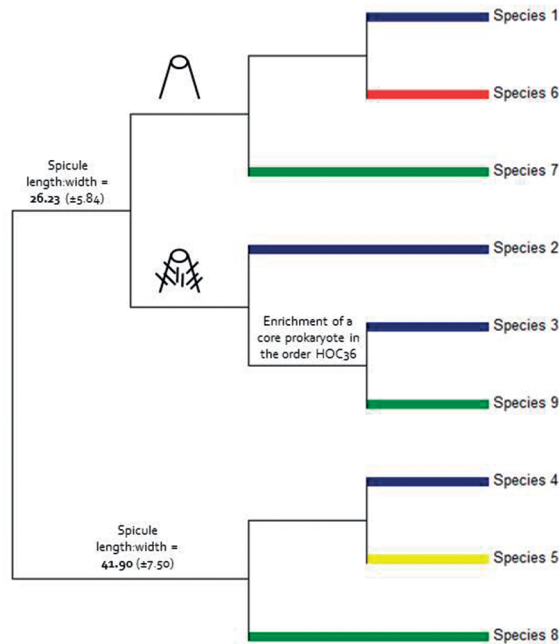 Species 1
Species 6
Species 7
Spicule
length:width =
26.23 (±5.84)
Species 2
Enrichment of a
core prokaryote in
the order HOC36
Species 3
Species 9
Species 4
Spicule
length:width =
41.90 (±7.50)
Species 5
Species 8